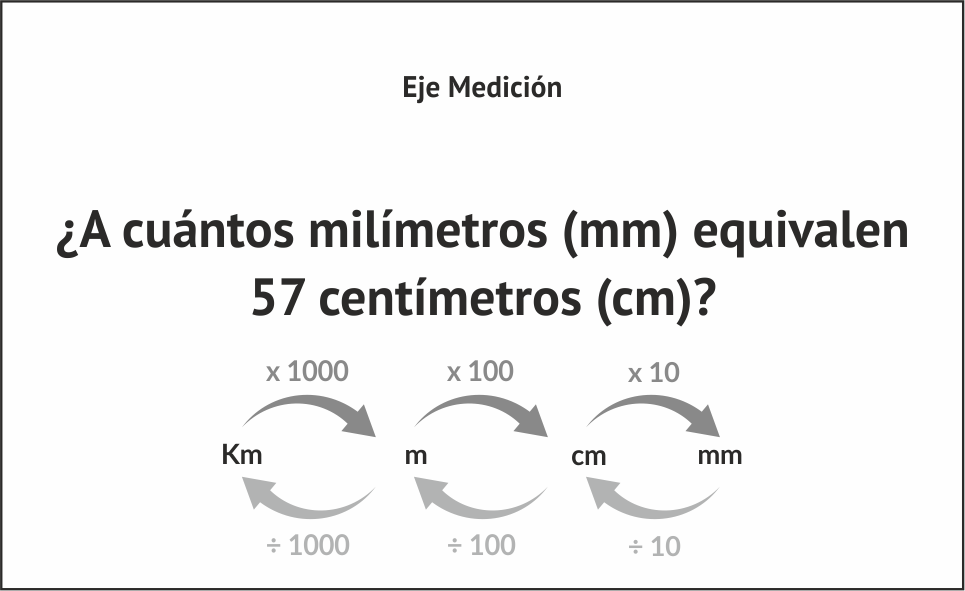 Eje Medición
¿A cuántos milímetros (mm) equivalen
57 centímetros (cm)?
x 1000 x 100 x 10
Km m cm mm
÷ 1000 ÷ 100 ÷ 10